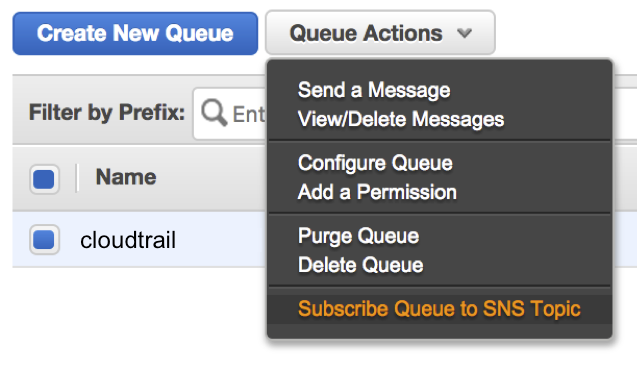 Create New Queue
Queue Actions
Filter by Prefix:
Ent
Name
cloudtrail
Send a Message
View/Delete Messages
Configure Queue
Add a Permission
Purge Queue
Delete Queue
Subscribe Queue to SNS Topic